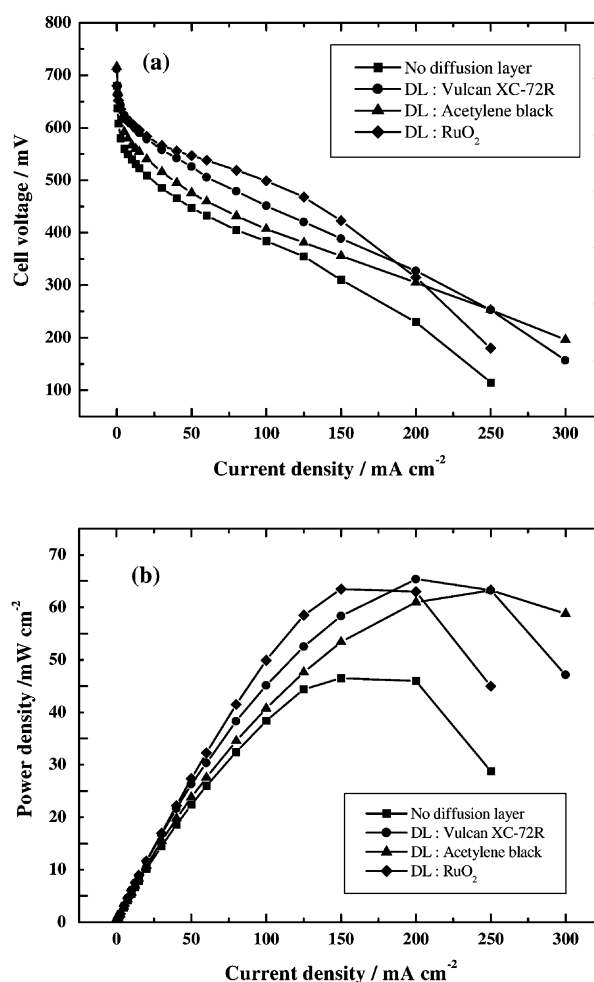 (a)
No diffusion layer
DL : Vulcan XC-72R
DL : Acetylene black
DL : RuO₂
Cell voltage / mV
800
700
600
500
400
300
200
100
0 50 100 150 200 250 300
Current density / mA cm⁻²
(b)
Power density /mW cm⁻²
70
60
50
40
30
20
10
0
No diffusion layer
DL : Vulcan XC-72R
DL : Acetylene black
DL : RuO₂
0 50 100 150 200 250 300
Current density / mA cm⁻²